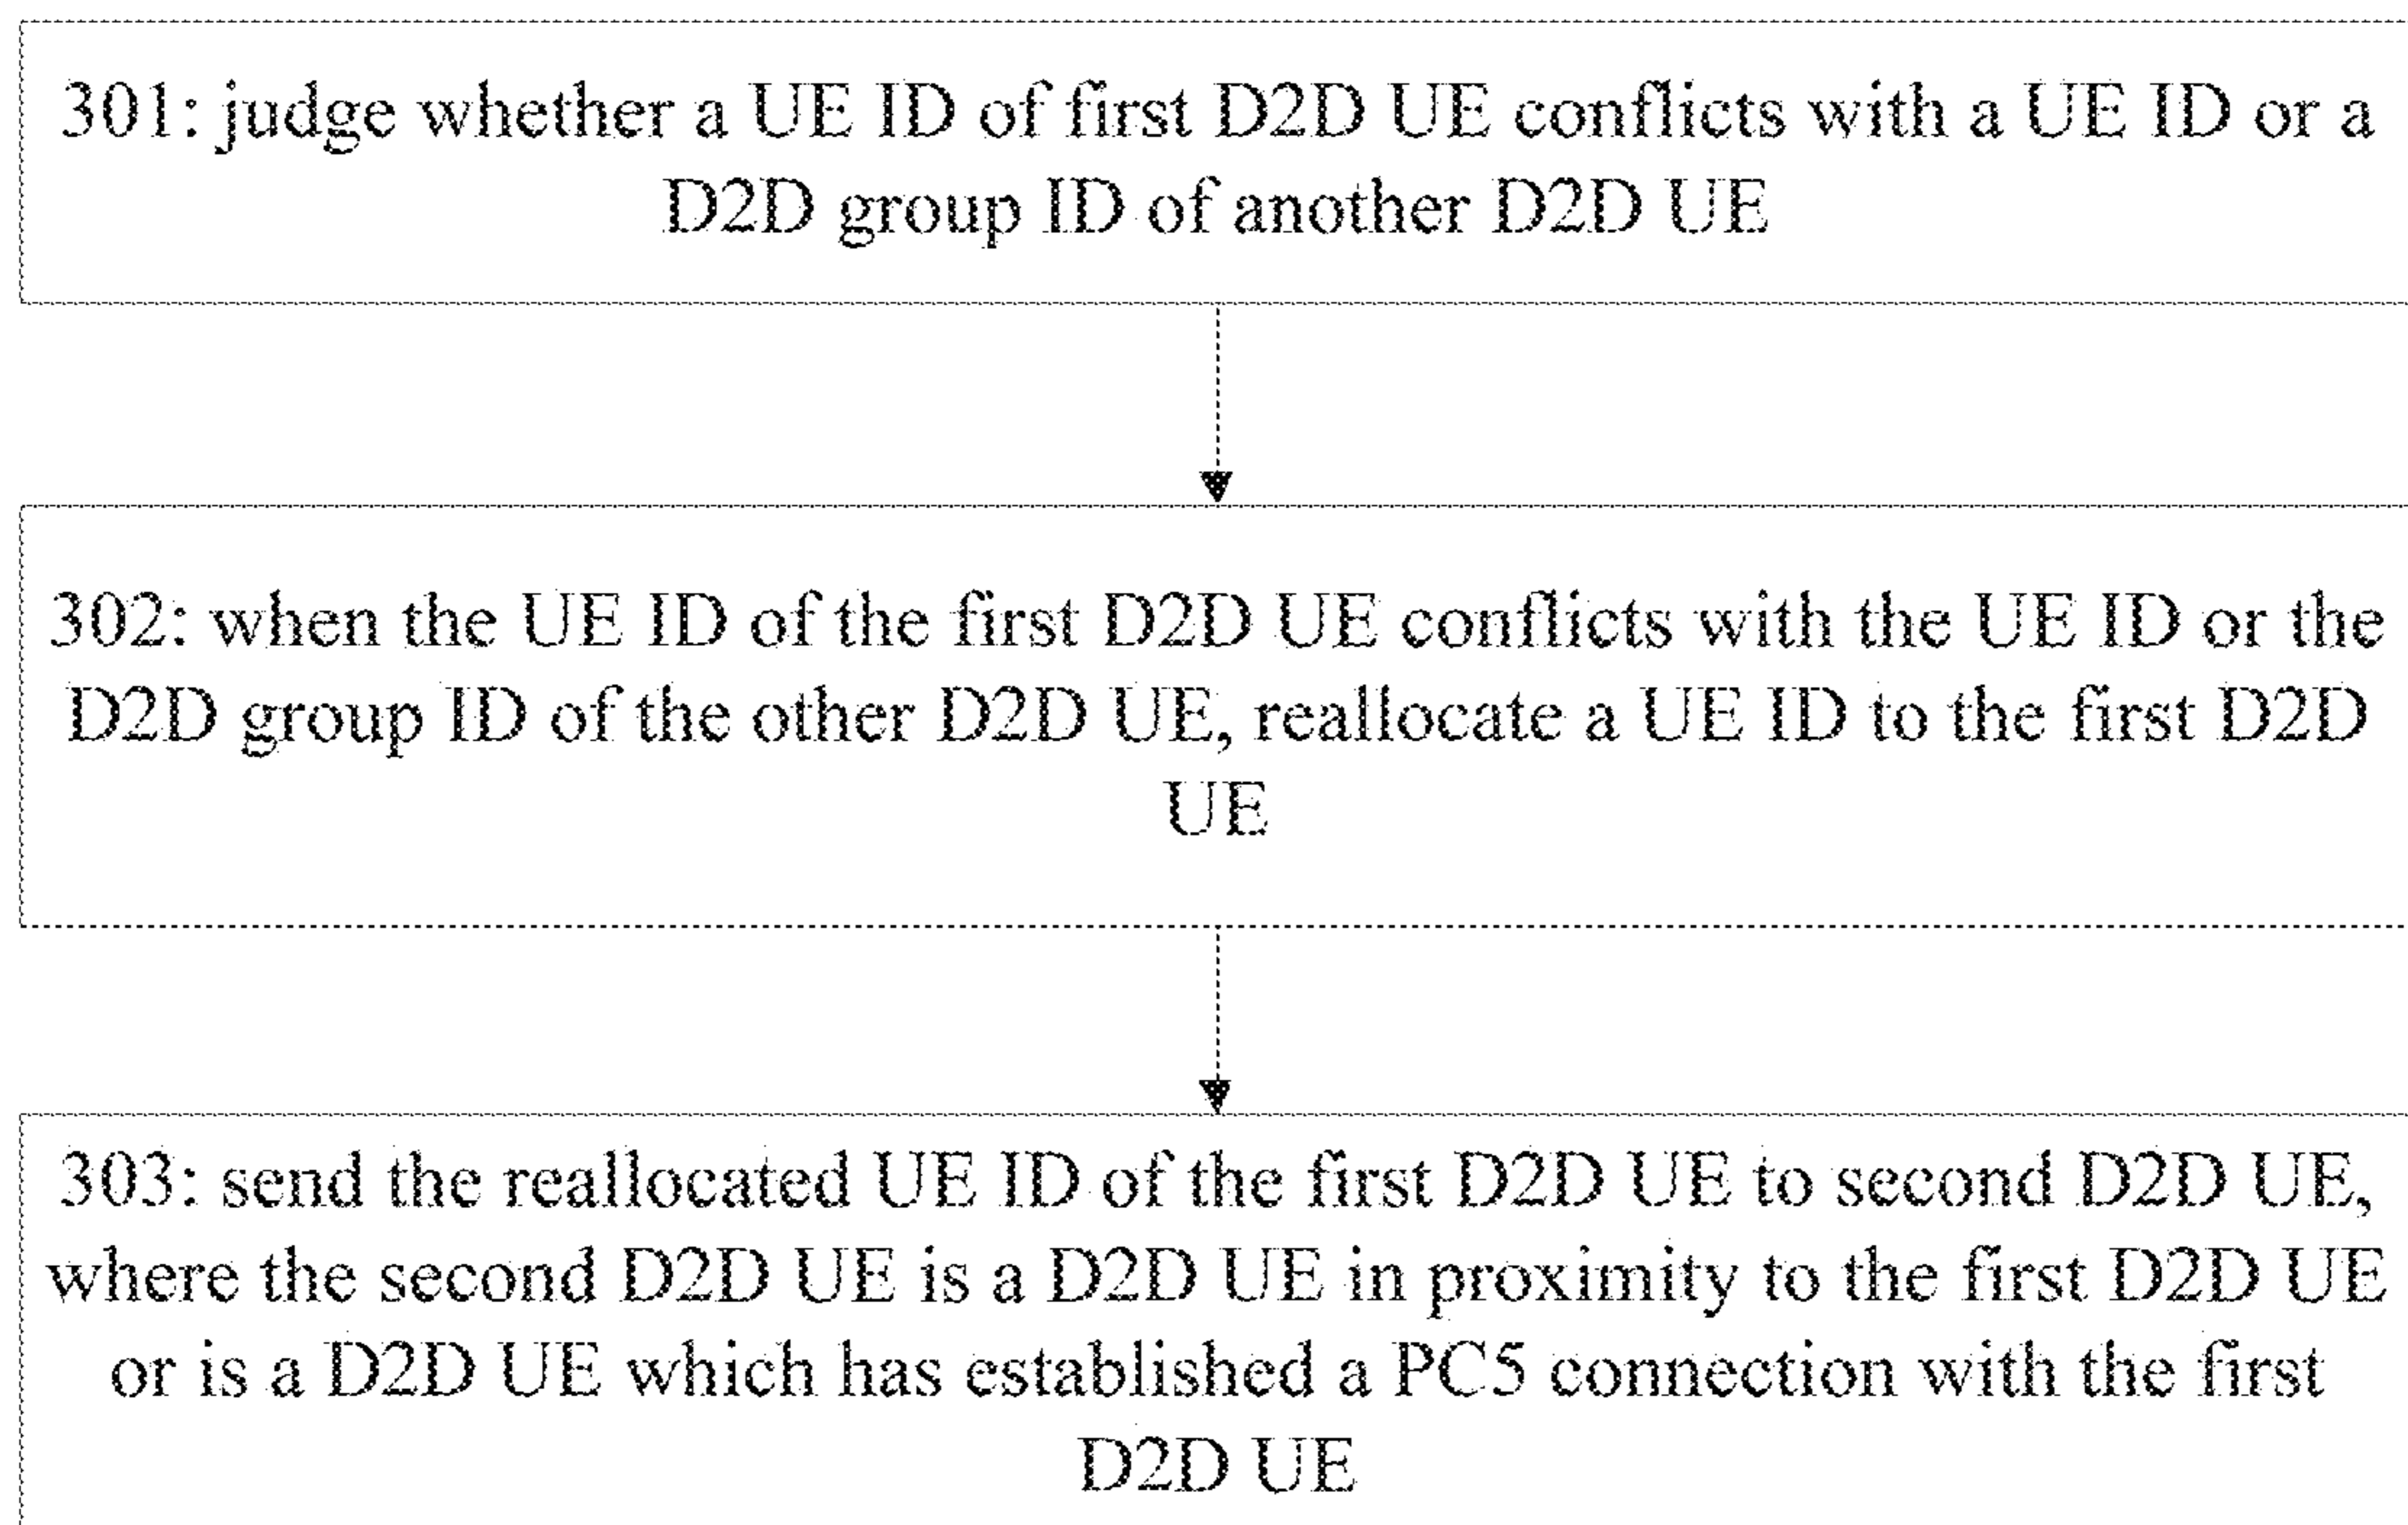 301: judge whether a UE ID of first D2D UE conflicts with a UE ID or a
D2D group ID of another D2D UE
302: when the UE ID of the first D2D UE conflicts with the UE ID or the
D2D group ID of the other D2D UE, reallocate a UE ID to the first D2D
UE
303: send the reallocated UE ID of the first D2D UE to second D2D UE,
where the second D2D UE is a D2D UE in proximity to the first D2D UE
or is a D2D UE which has established a PC5 connection with the first
D2D UE